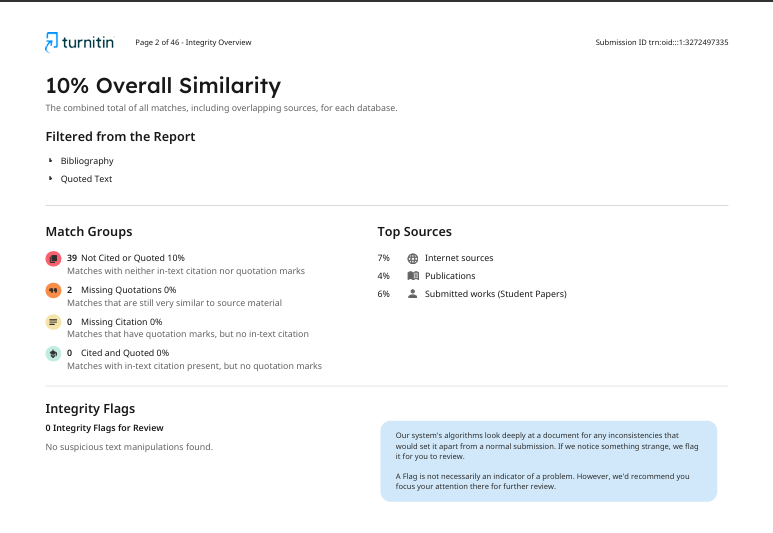 turnitin Page 2 of 46 - Integrity Overview Submission ID trn:oid:::1:3272497335
10% Overall Similarity
The combined total of all matches, including overlapping sources, for each database.
Filtered from the Report
Bibliography
Quoted Text
Match Groups
39 Not Cited or Quoted 10%
Matches with neither in-text citation nor quotation marks
2 Missing Quotations 0%
Matches that are still very similar to source material
0 Missing Citation 0%
Matches that have quotation marks, but no in-text citation
0 Cited and Quoted 0%
Matches with in-text citation present, but no quotation marks
Top Sources
7% Internet sources
4% Publications
6% Submitted works (Student Papers)
Integrity Flags
0 Integrity Flags for Review
No suspicious text manipulations found.
Our system's algorithms look deeply at a document for any inconsistencies that
would set it apart from a normal submission. If we notice something strange, we flag
it for you to review.
A Flag is not necessarily an indicator of a problem. However, we'd recommend you
focus your attention there for further review.